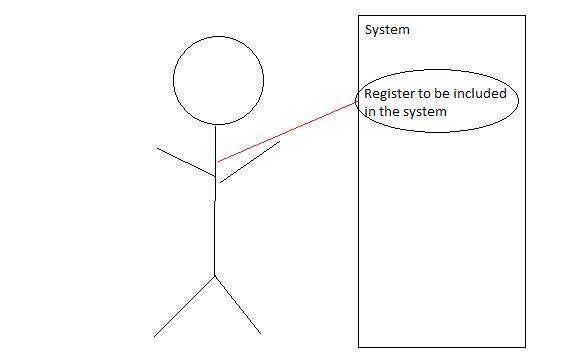 System
Register to be included
in the system